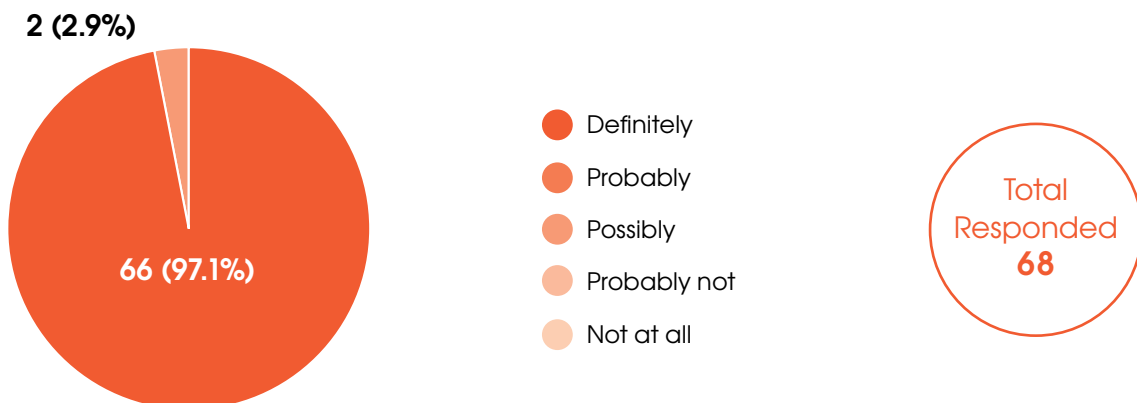 2 (2.9%)
66 (97.1%)
Definitely
Probably
Possibly
Probably not
Not at all
Total
Responded
68